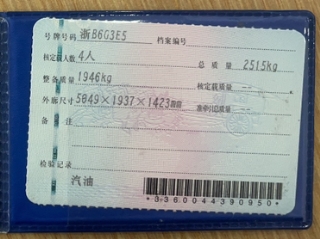 号牌号码 浙B6G3E5 档案编号
核定载人数 4人 总质量 2515kg
整备质量 1946kg 核定载质量 --
外廓尺寸 5049×1937×1423mm 准牵引总质量 --
备注
检验记录
汽油
*3360044390950*